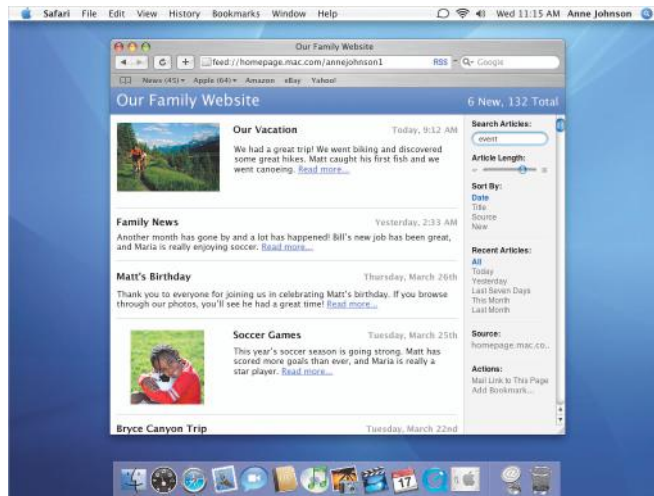 Safari File Edit View History Bookmarks Window Help Wed 11:15 AM Anne Johnson
Our Family Website
feed://homepage.mac.com/annejohnson1 RSS Google
News (45) Apple (64) Amazon eBay Yahoo!
Our Family Website 6 New, 132 Total
Our Vacation Today, 9:12 AM
We had a great trip! We went biking and discovered
some great hikes. Matt caught his first fish and we
went canoeing. Read more...
Family News Yesterday, 2:33 AM
Another month has gone by and a lot has happened! Bill's new job has been great,
and Maria is really enjoying soccer. Read more...
Matt's Birthday Thursday, March 26th
Thank you to everyone for joining us in celebrating Matt's birthday. If you browse
through our photos, you'll see he had a great time! Read more...
Soccer Games Tuesday, March 25th
This year's soccer season is going strong. Matt has
scored more goals than ever, and Maria is really a
star player. Read more...
Bryce Canyon Trip Tuesday, March 22nd
Search Articles:
event
Article Length:
Sort By:
Date
Title
Source
New
Recent Articles:
All
Today
Yesterday
Last Seven Days
This Month
Last Month
Source:
homepage.mac.co..
Actions:
Mail Link to This Page
Add Bookmark...
17